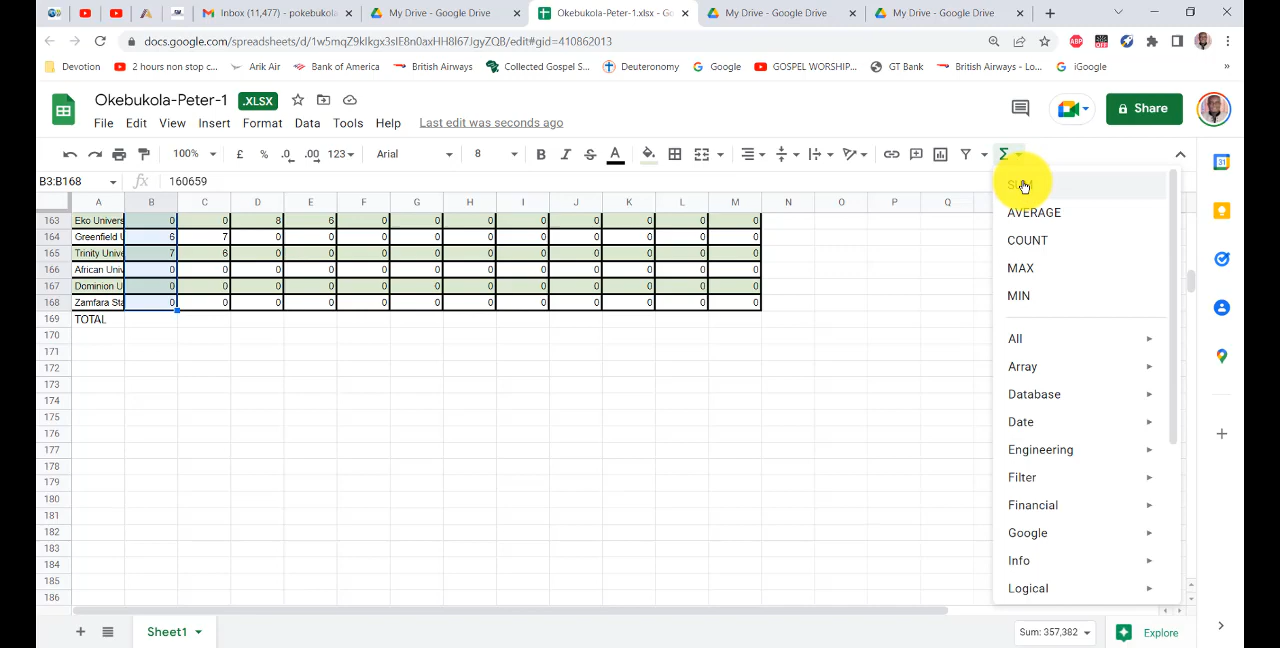 Inbox (11,477) - pokebukol
My Drive - Google Drive
Okebukola-Peter-1.xlsx - Go
My Drive - Google Drive
My Drive - Google Drive
docs.google.com/spreadsheets/d/1w5mqZ9klkgx3sIE8n0axHH8I67JgyZQB/edit#gid=410862013
Devotion
2 hours non stop c...
Arik Air
Bank of America
British Airways
Collected Gospel S...
Deuteronomy
Google
GOSPEL WORSHIP...
GT Bank
British Airways - Lo...
iGoogle
»
Okebukola-Peter-1
.XLSX
File Edit View Insert Format Data Tools Help Last edit was seconds ago
Share
100% £ % .0 .00 123 Arial 8 B I S A Σ
B3:B168 fx 160659
A B C D E F G H I J K L M N O P Q
163 Eko Univers 0 0 8 6 0 0 0 0 0 0 0 0
164 Greenfield U 6 7 0 0 0 0 0 0 0 0 0 0
165 Trinity Unive 7 6 0 0 0 0 0 0 0 0 0 0
166 African Univ 0 0 0 0 0 0 0 0 0 0 0 0
167 Dominion U 0 0 0 0 0 0 0 0 0 0 0 0
168 Zamfara Sta 0 0 0 0 0 0 0 0 0 0 0 0
169 TOTAL
170
171
172
173
174
175
176
177
178
179
180
181
182
183
184
185
186
SUM
AVERAGE
COUNT
MAX
MIN
All
Array
Database
Date
Engineering
Filter
Financial
Google
Info
Logical
31
Sheet1
Sum: 357,382
Explore